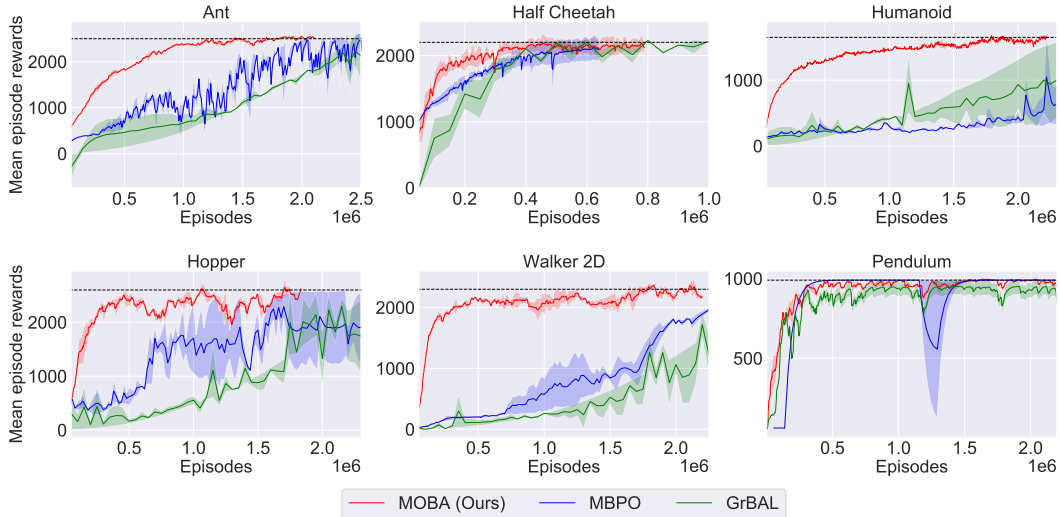 Ant
Half Cheetah
Humanoid
Mean episode rewards
2000
1000
0
0.5
1.0
1.5
2.0
2.5
Episodes
1e6
2000
1000
0
0.2
0.4
0.6
0.8
1.0
Episodes
1e6
1000
0
0.5
1.0
1.5
2.0
Episodes
1e6
Hopper
Walker 2D
Pendulum
Mean episode rewards
2000
1000
0
0.5
1.0
1.5
2.0
Episodes
1e6
2000
1000
0
0.5
1.0
1.5
2.0
Episodes
1e6
1000
500
0.5
1.0
1.5
2.0
Episodes
1e6
MOBA (Ours)
MBPO
GrBAL